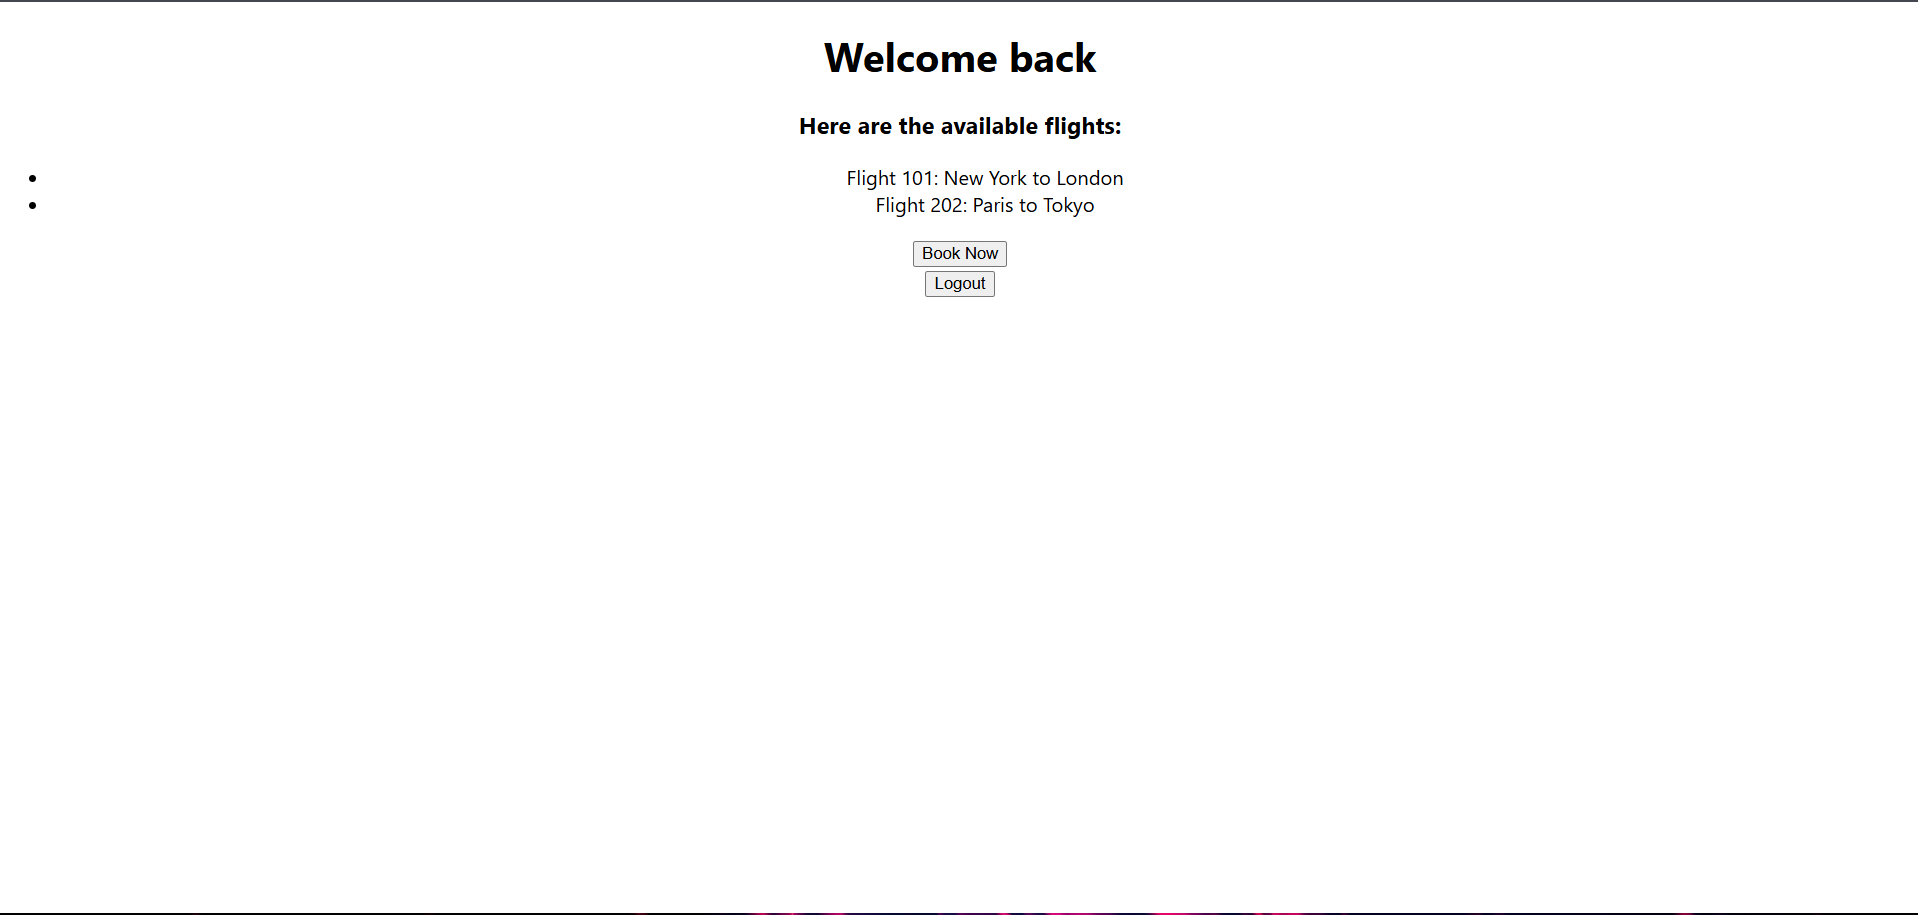 Welcome back
Here are the available flights:
Flight 101: New York to London
Flight 202: Paris to Tokyo
Book Now
Logout